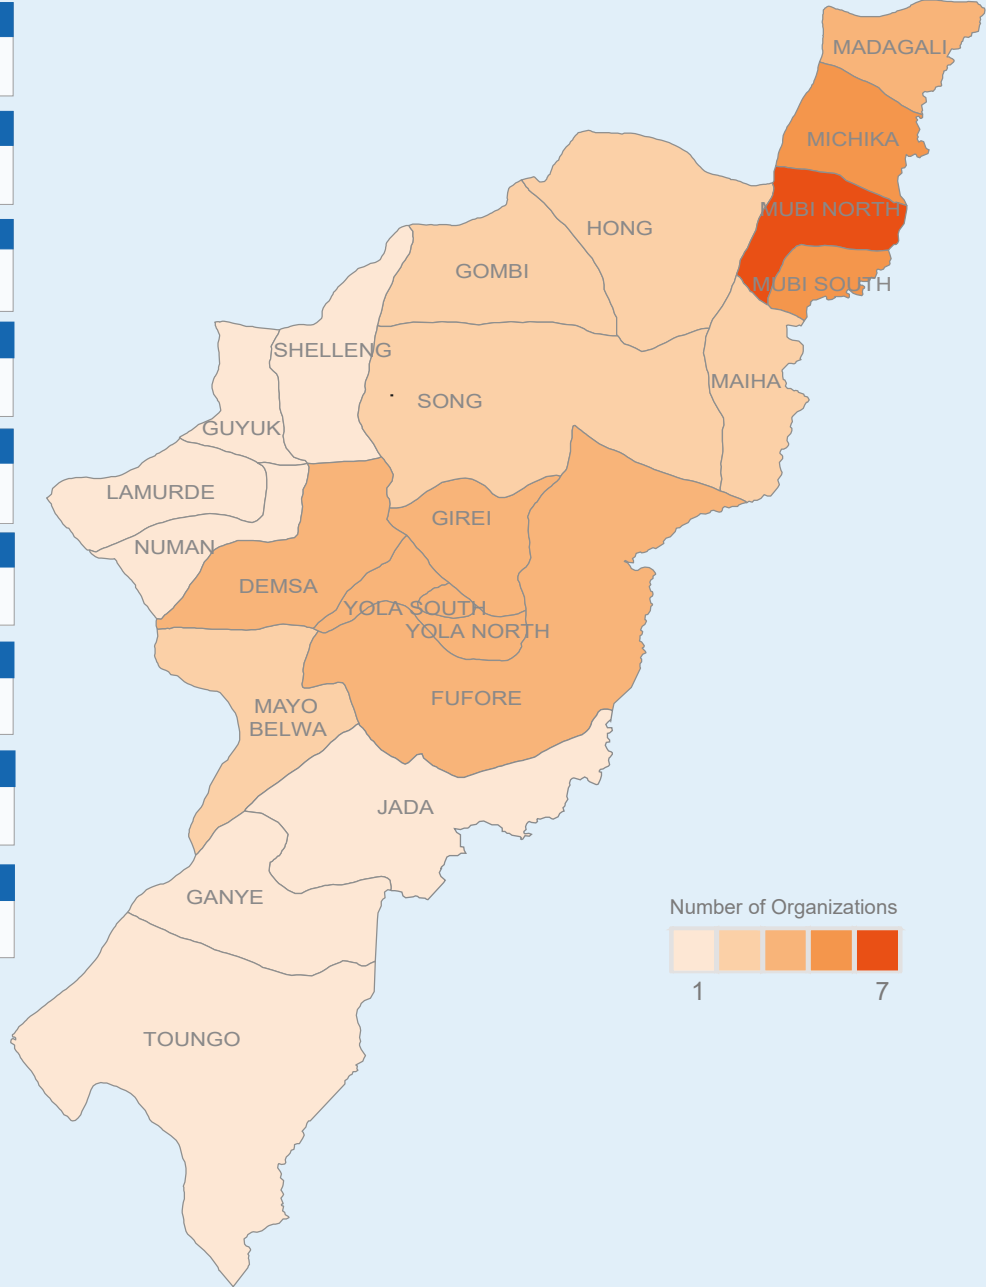 MADAGALI
MICHIKA
MUBI NORTH
HONG
GOMBI
MUBI SOUTH
SHELLENG
MAIHA
SONG
GUYUK
LAMURDE
GIREI
NUMAN
DEMSA
YOLA SOUTH
YOLA NORTH
FUFORE
MAYO
BELWA
JADA
GANYE
Number of Organizations
1 7
TOUNGO